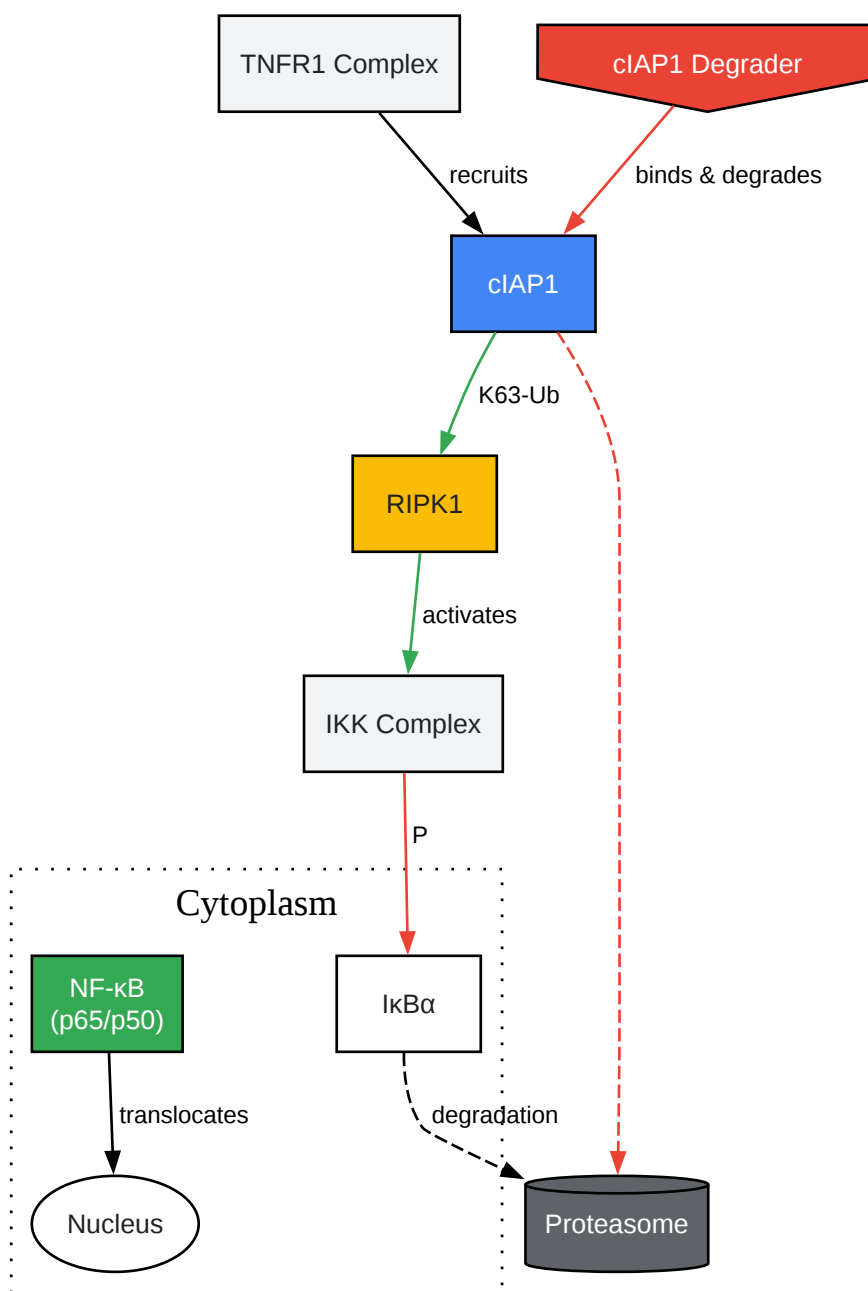 TNFR1 Complex
cIAP1 Degrader
recruits
binds & degrades
cIAP1
K63-Ub
RIPK1
activates
IKK Complex
P
Cytoplasm
NF-κB
(p65/p50)
IκBα
translocates
degradation
Nucleus
Proteasome